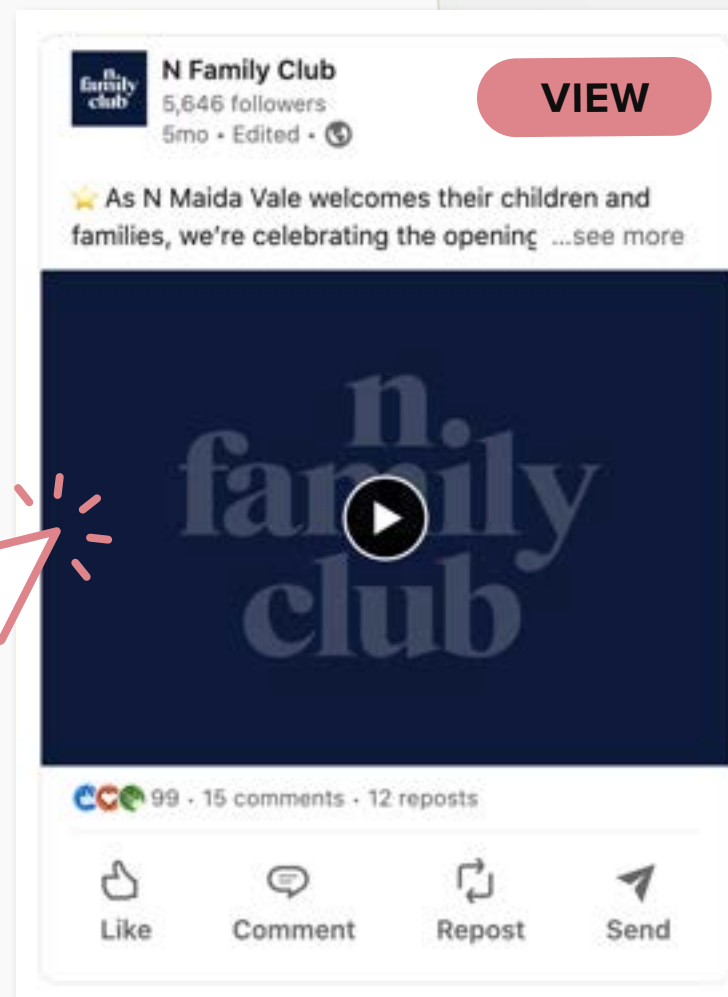 n.
family
club
N Family Club
5,646 followers
5mo • Edited •
VIEW
As N Maida Vale welcomes their children and
families, we're celebrating the opening ...see more
n.
family
club
99 • 15 comments • 12 reposts
Like
Comment
Repost
Send